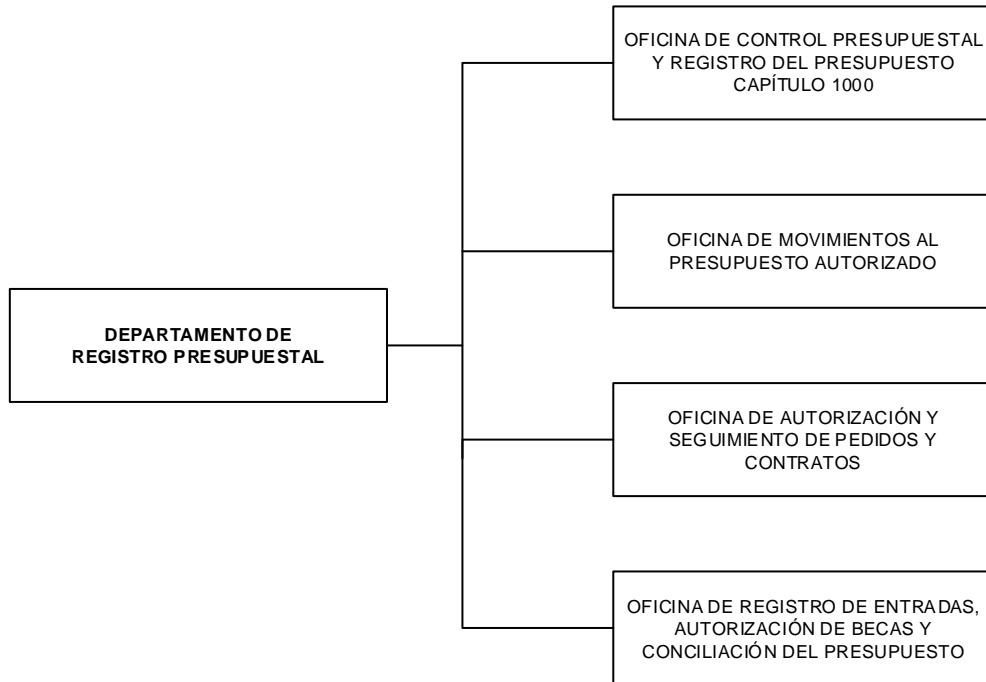 OFICINA DE CONTROL PRESUPUESTAL
Y REGISTRO DEL PRESUPUESTO
CAPÍTULO 1000
OFICINA DE MOVIMIENTOS AL
PRESUPUESTO AUTORIZADO
DEPARTAMENTO DE
REGISTRO PRESUPUESTAL
OFICINA DE AUTORIZACIÓN Y
SEGUIMIENTO DE PEDIDOS Y
CONTRATOS
OFICINA DE REGISTRO DE ENTRADAS,
AUTORIZACIÓN DE BECAS Y
CONCILIACIÓN DEL PRESUPUESTO